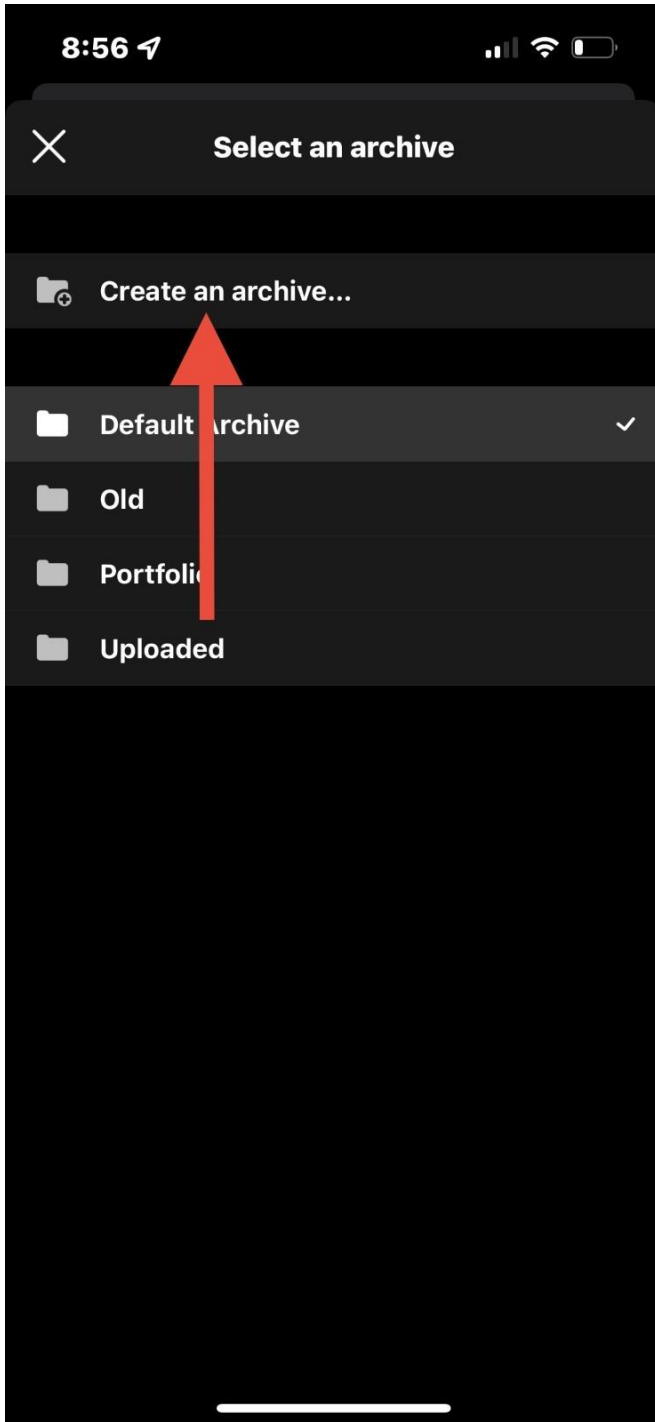 8:56
Select an archive
Create an archive...
Default Archive
Old
Portfolio
Uploaded